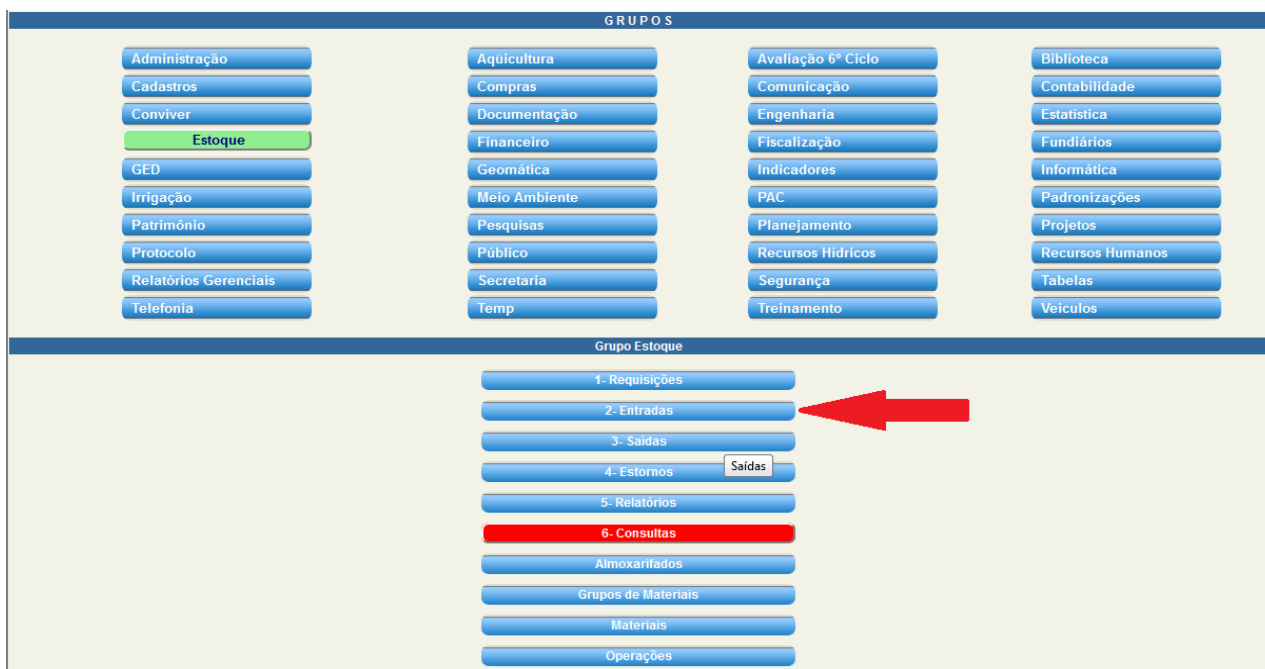 GRUPOS
Administração Aqüicultura Avaliação 6º Ciclo Biblioteca
Cadastros Compras Comunicação Contabilidade
Conviver Documentação Engenharia Estatística
Estoque Financeiro Fiscalização Fundiários
GED Geomática Indicadores Informática
Irrigação Meio Ambiente PAC Padronizações
Patrimônio Pesquisas Planejamento Projetos
Protocolo Público Recursos Hídricos Recursos Humanos
Relatórios Gerenciais Secretaria Segurança Tabelas
Telefonia Temp Treinamento Veiculos
Grupo Estoque
1- Requisições
2- Entradas
3- Saídas
Saídas
4- Estornos
5- Relatórios
6- Consultas
Almoxarifados
Grupos de Materiais
Materiais
Operações